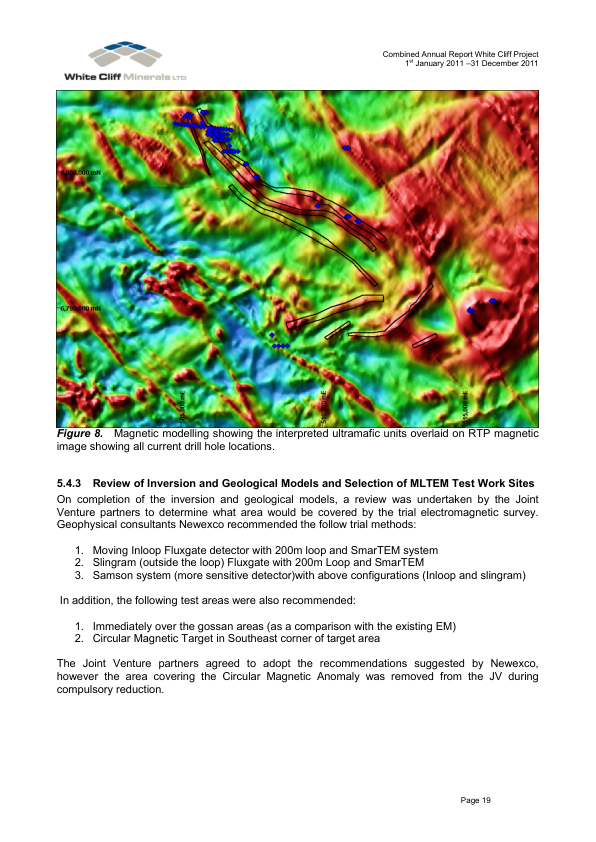 Combined Annual Report White Cliff Project
1st January 2011 –31 December 2011
White Cliff Minerals LTD
6,800,000 mN
6,790,000 mN
Figure 8. Magnetic modelling showing the interpreted ultramafic units overlaid on RTP magnetic
image showing all current drill hole locations.
5.4.3 Review of Inversion and Geological Models and Selection of MLTEM Test Work Sites
On completion of the inversion and geological models, a review was undertaken by the Joint
Venture partners to determine what area would be covered by the trial electromagnetic survey.
Geophysical consultants Newexco recommended the follow trial methods:
1. Moving Inloop Fluxgate detector with 200m loop and SmarTEM system
2. Slingram (outside the loop) Fluxgate with 200m Loop and SmarTEM
3. Samson system (more sensitive detector)with above configurations (Inloop and slingram)
In addition, the following test areas were also recommended:
1. Immediately over the gossan areas (as a comparison with the existing EM)
2. Circular Magnetic Target in Southeast corner of target area
The Joint Venture partners agreed to adopt the recommendations suggested by Newexco,
however the area covering the Circular Magnetic Anomaly was removed from the JV during
compulsory reduction.
Page 19